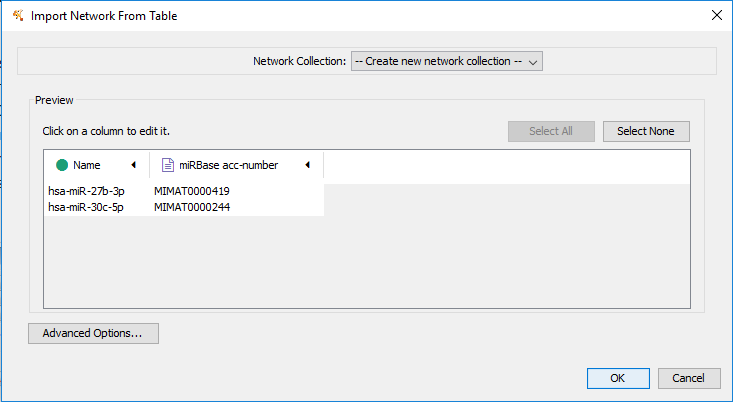 Import Network From Table
Network Collection: -- Create new network collection --
Preview
Click on a column to edit it.
Select All
Select None
Name
miRBase acc-number
hsa-miR-27b-3p MIMAT0000419
hsa-miR-30c-5p MIMAT0000244
Advanced Options...
OK
Cancel